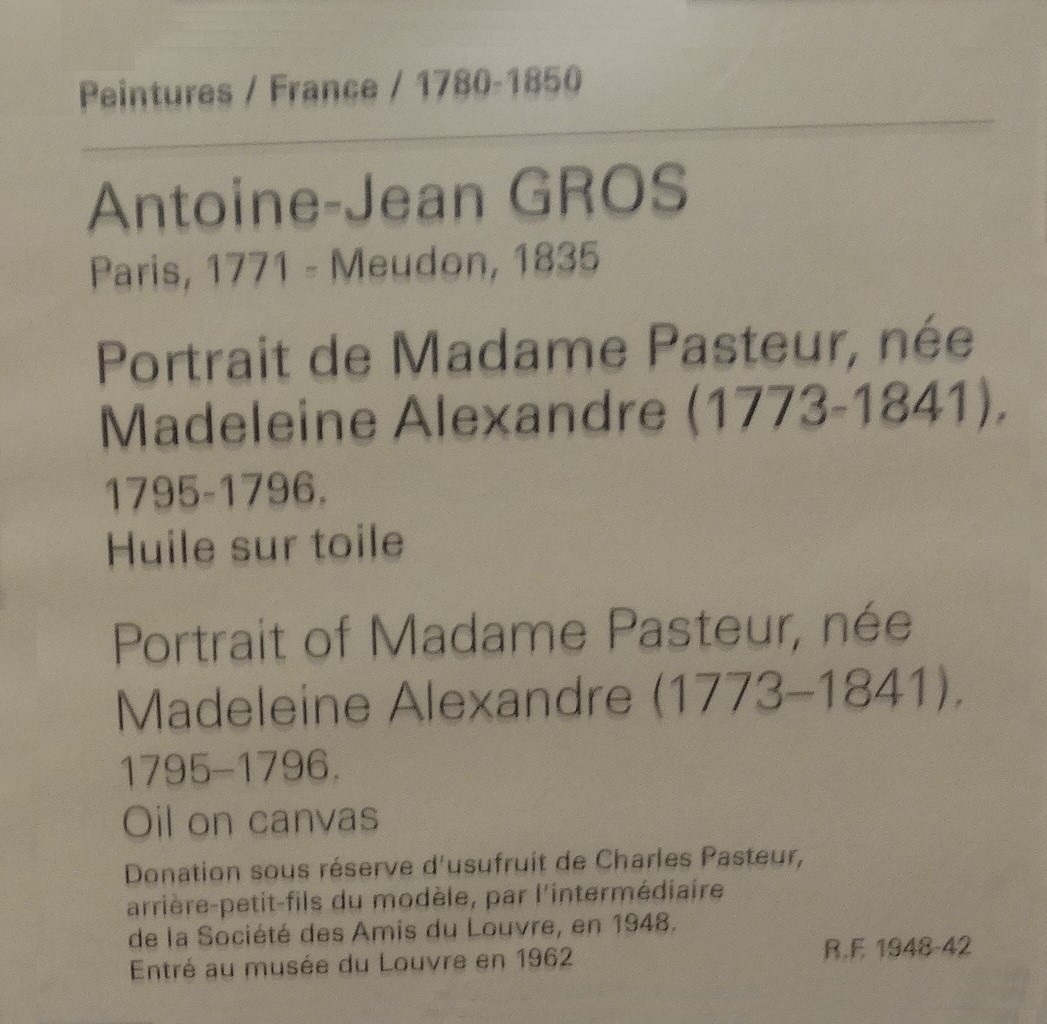 Peintures / France / 1780-1850
Antoine-Jean GROS
Paris, 1771 - Meudon, 1835
Portrait de Madame Pasteur, née
Madeleine Alexandre (1773-1841).
1795-1796.
Huile sur toile
Portrait of Madame Pasteur, née
Madeleine Alexandre (1773–1841).
1795–1796.
Oil on canvas
Donation sous réserve d'usufruit de Charles Pasteur,
arrière-petit-fils du modèle, par l'intermédiaire
de la Société des Amis du Louvre, en 1948.
Entré au musée du Louvre en 1962
R.F. 1948-42